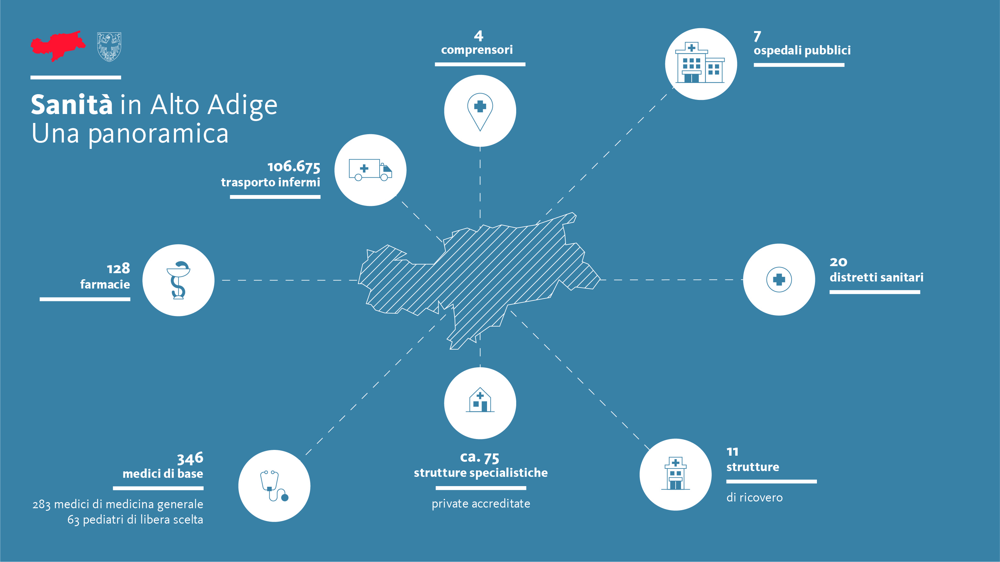 Sanità in Alto Adige
Una panoramica
4
comprensori
7
ospedali pubblici
106.675
trasporto infermi
128
farmacie
20
distretti sanitari
346
medici di base
283 medici di medicina generale
63 pediatri di libera scelta
ca. 75
strutture specialistiche
private accreditate
11
strutture
di ricovero